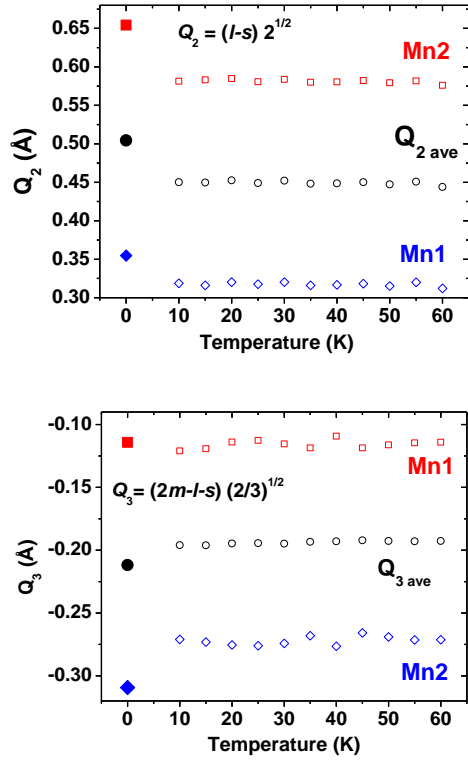 Q2 = (l-s) 2^1/2
Mn2
0.65
0.60
0.55
0.50
0.45
0.40
0.35
0.30
Q2 (Å)
Q2 ave
Mn1
0 10 20 30 40 50 60
Temperature (K)
-0.10
-0.15
-0.20
-0.25
-0.30
Q3 (Å)
Mn1
Q3= (2m-l-s) (2/3)^1/2
Q3 ave
Mn2
0 10 20 30 40 50 60
Temperature (K)